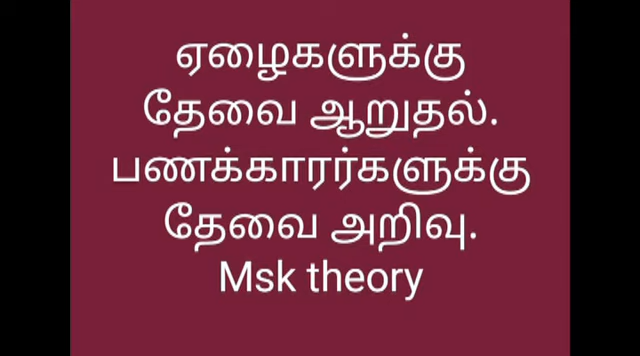 ஏழைகளுக்கு
தேவை ஆறுதல்.
பணக்காரர்களுக்கு
தேவை அறிவு.
Msk theory